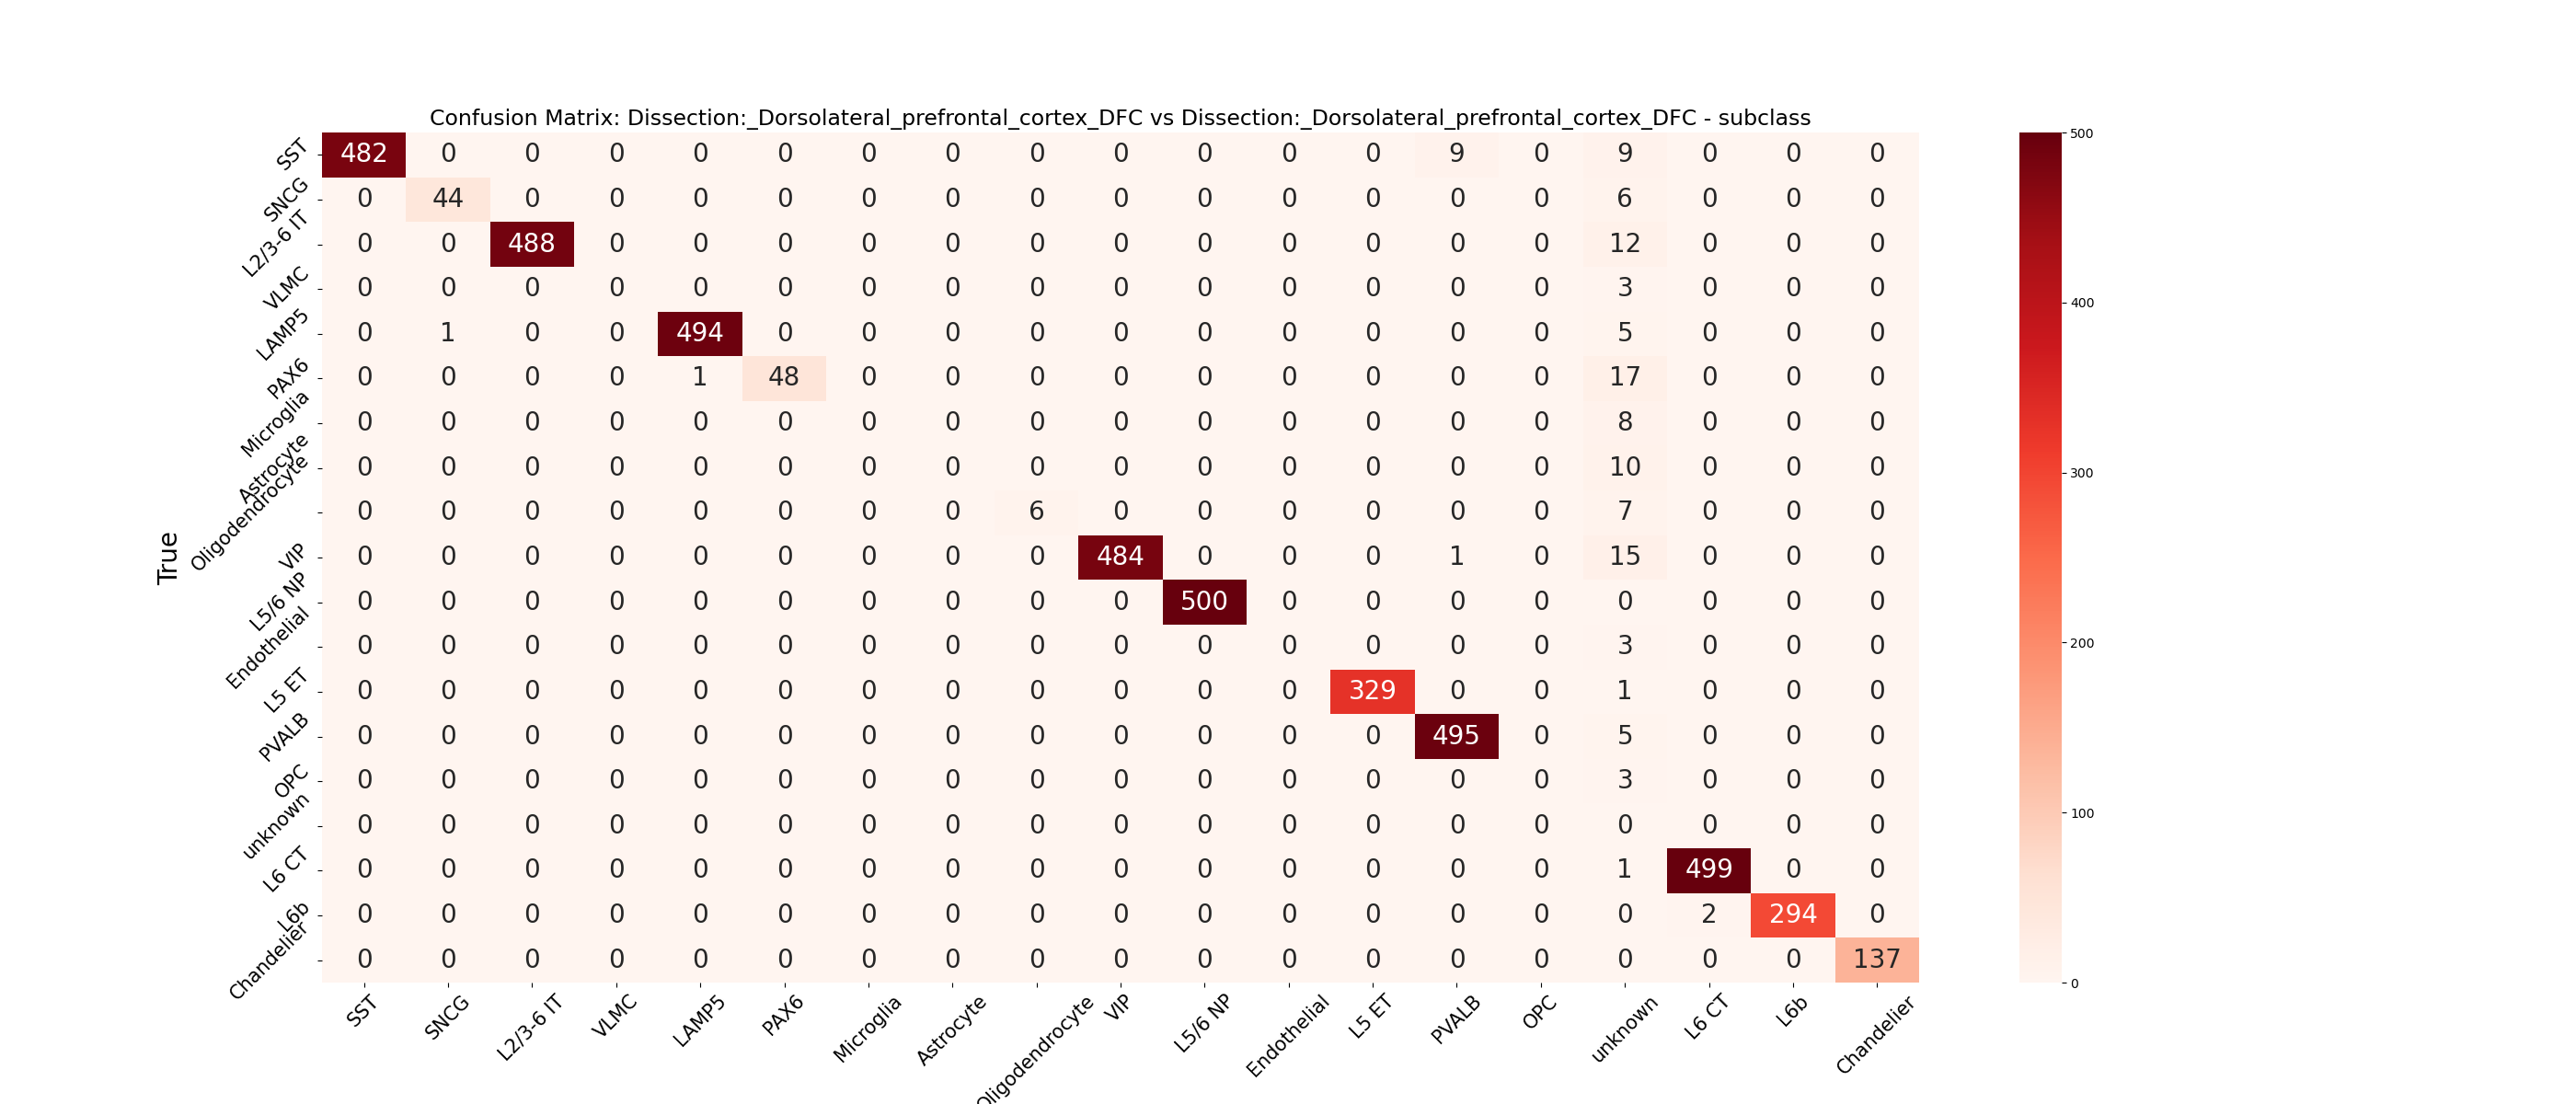 Confusion Matrix: Dissection:_Dorsolateral_prefrontal_cortex_DFC vs Dissection:_Dorsolateral_prefrontal_cortex_DFC - subclass
True
SST 482 0 0 0 0 0 0 0 0 0 0 0 0 9 0 9 0 0 0
SNCG 0 44 0 0 0 0 0 0 0 0 0 0 0 0 0 6 0 0 0
L2/3-6 IT 0 0 488 0 0 0 0 0 0 0 0 0 0 0 0 12 0 0 0
VLMC 0 0 0 0 0 0 0 0 0 0 0 0 0 0 0 3 0 0 0
LAMP5 0 1 0 0 494 0 0 0 0 0 0 0 0 0 0 5 0 0 0
PAX6 0 0 0 0 1 48 0 0 0 0 0 0 0 0 0 17 0 0 0
Microglia 0 0 0 0 0 0 0 0 0 0 0 0 0 0 0 8 0 0 0
Astrocyte 0 0 0 0 0 0 0 0 0 0 0 0 0 0 0 10 0 0 0
Oligodendrocyte 0 0 0 0 0 0 0 0 6 0 0 0 0 0 0 7 0 0 0
VIP 0 0 0 0 0 0 0 0 0 484 0 0 0 1 0 15 0 0 0
L5/6 NP 0 0 0 0 0 0 0 0 0 0 500 0 0 0 0 0 0 0 0
Endothelial 0 0 0 0 0 0 0 0 0 0 0 0 0 0 0 3 0 0 0
L5 ET 0 0 0 0 0 0 0 0 0 0 0 0 329 0 0 1 0 0 0
PVALB 0 0 0 0 0 0 0 0 0 0 0 0 0 495 0 5 0 0 0
OPC 0 0 0 0 0 0 0 0 0 0 0 0 0 0 0 3 0 0 0
unknown 0 0 0 0 0 0 0 0 0 0 0 0 0 0 0 0 0 0 0
L6 CT 0 0 0 0 0 0 0 0 0 0 0 0 0 0 0 1 499 0 0
L6b 0 0 0 0 0 0 0 0 0 0 0 0 0 0 0 0 2 294 0
Chandelier 0 0 0 0 0 0 0 0 0 0 0 0 0 0 0 0 0 0 137
SST SNCG L2/3-6 IT VLMC LAMP5 PAX6 Microglia Astrocyte Oligodendrocyte VIP L5/6 NP Endothelial L5 ET PVALB OPC unknown L6 CT L6b Chandelier
500
400
300
200
100
0